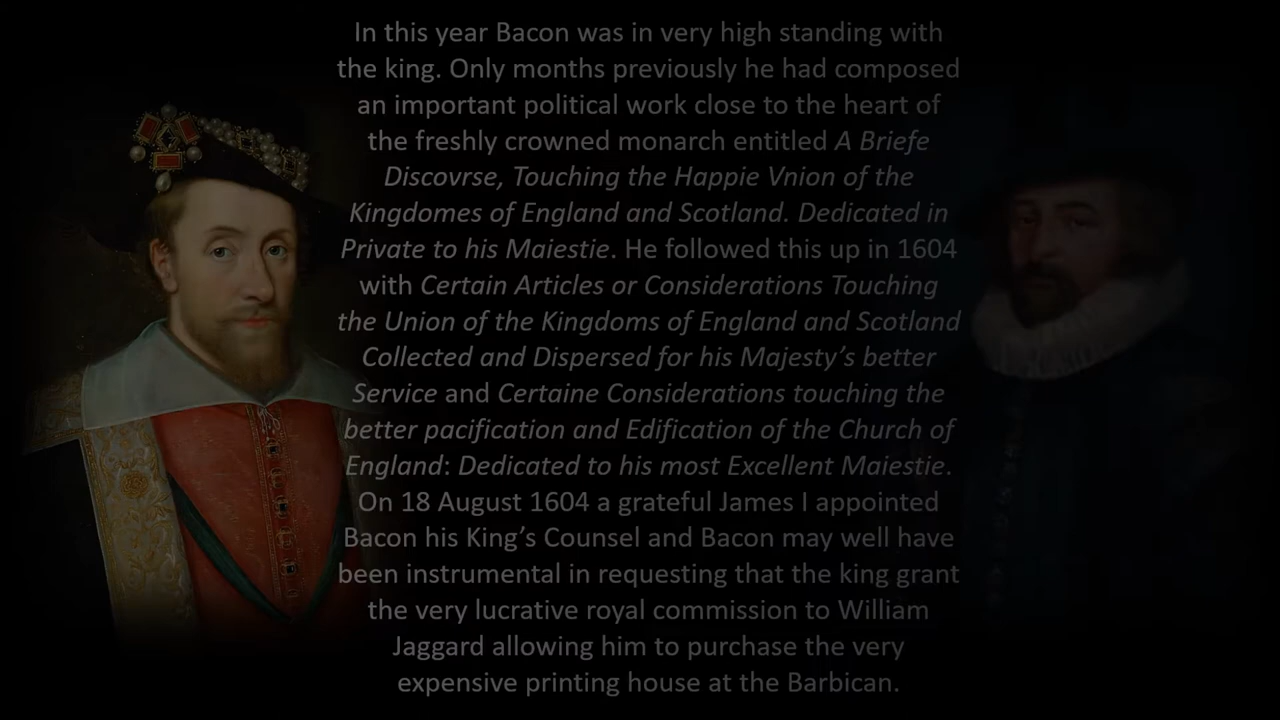 In this year Bacon was in very high standing with
the king. Only months previously he had composed
an important political work close to the heart of
the freshly crowned monarch entitled A Briefe
Discovrse, Touching the Happie Vnion of the
Kingdomes of England and Scotland. Dedicated in
Private to his Maiestie. He followed this up in 1604
with Certain Articles or Considerations Touching
the Union of the Kingdoms of England and Scotland
Collected and Dispersed for his Majesty’s better
Service and Certaine Considerations touching the
better pacification and Edification of the Church of
England: Dedicated to his most Excellent Maiestie.
On 18 August 1604 a grateful James I appointed
Bacon his King’s Counsel and Bacon may well have
been instrumental in requesting that the king grant
the very lucrative royal commission to William
Jaggard allowing him to purchase the very
expensive printing house at the Barbican.